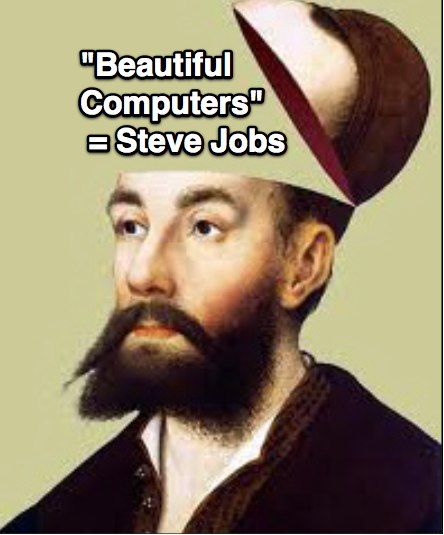 "Beautiful
Computers"
= Steve Jobs